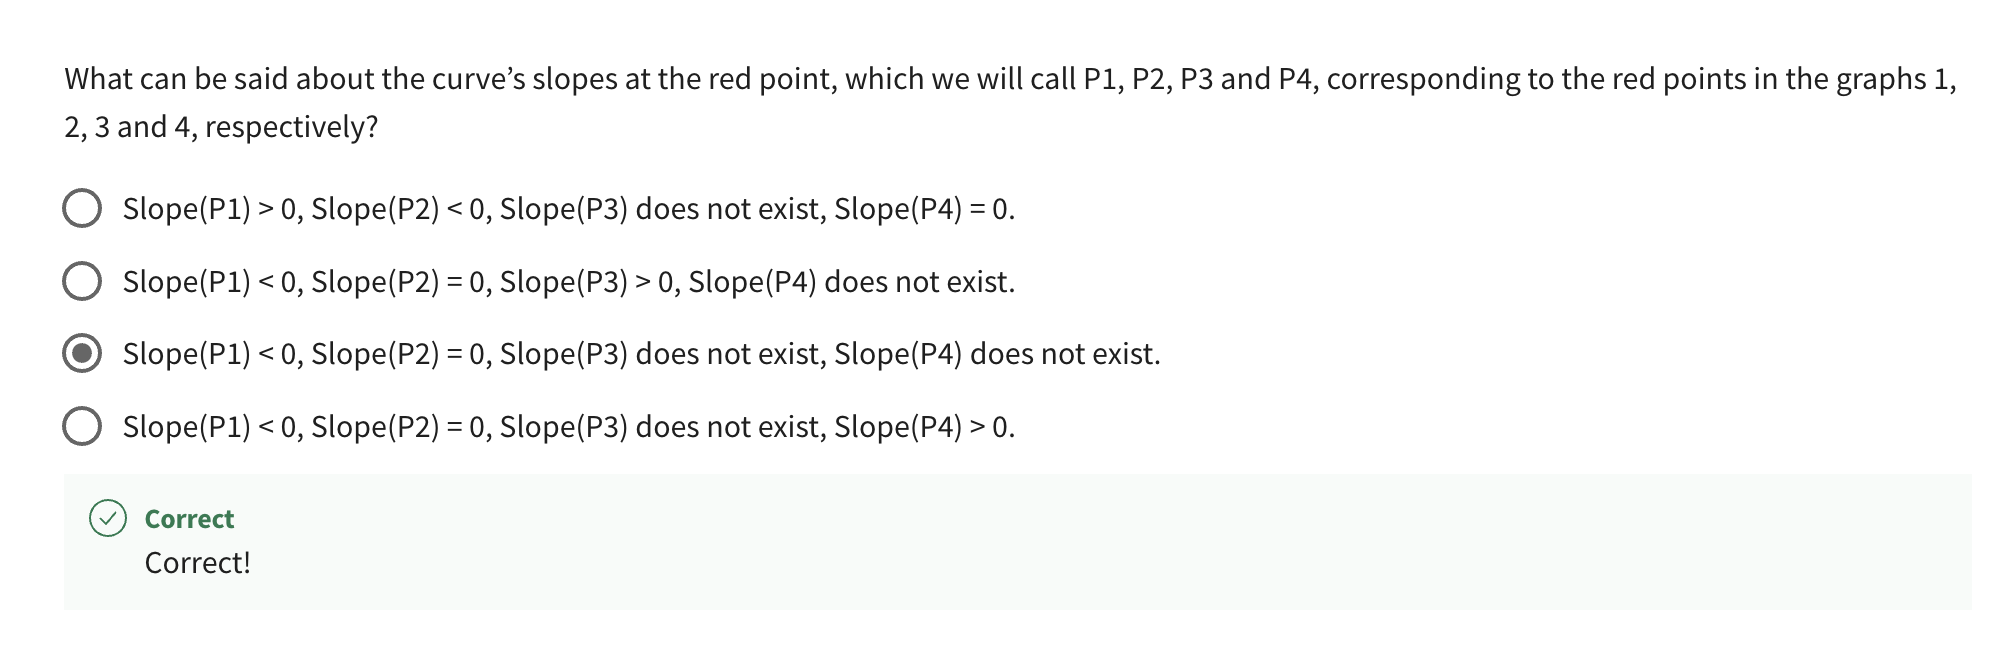 What can be said about the curve’s slopes at the red point, which we will call P1, P2, P3 and P4, corresponding to the red points in the graphs 1,
2, 3 and 4, respectively?
Slope(P1) > 0, Slope(P2) < 0, Slope(P3) does not exist, Slope(P4) = 0.
Slope(P1) < 0, Slope(P2) = 0, Slope(P3) > 0, Slope(P4) does not exist.
Slope(P1) < 0, Slope(P2) = 0, Slope(P3) does not exist, Slope(P4) does not exist.
Slope(P1) < 0, Slope(P2) = 0, Slope(P3) does not exist, Slope(P4) > 0.
Correct
Correct!